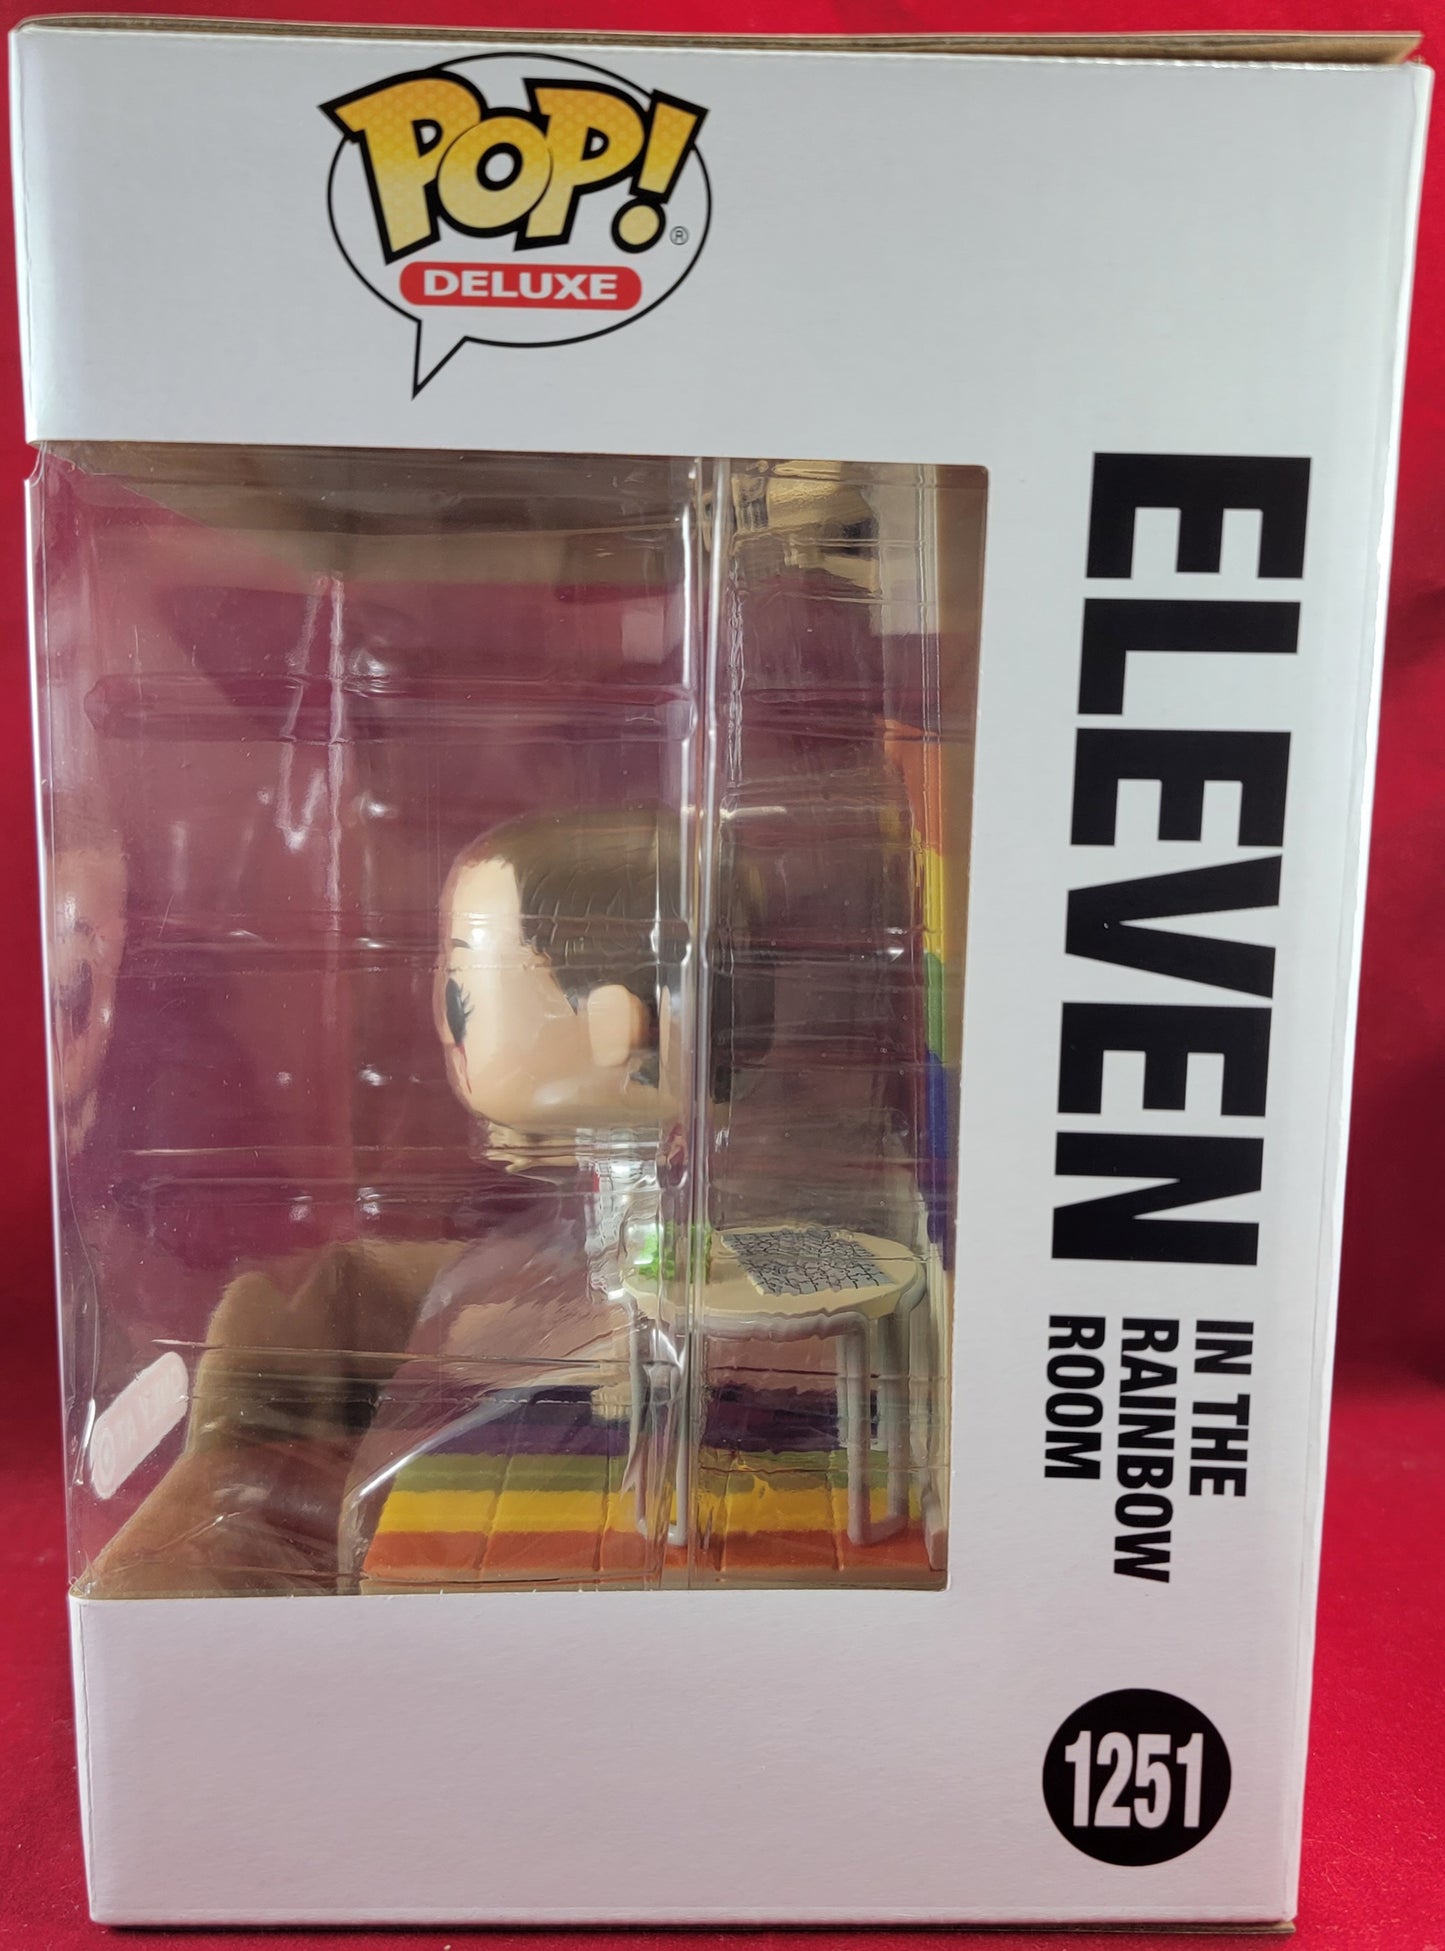 POP!®
DELUXE
ELEVEN
IN THE
RAINBOW
ROOM
1251